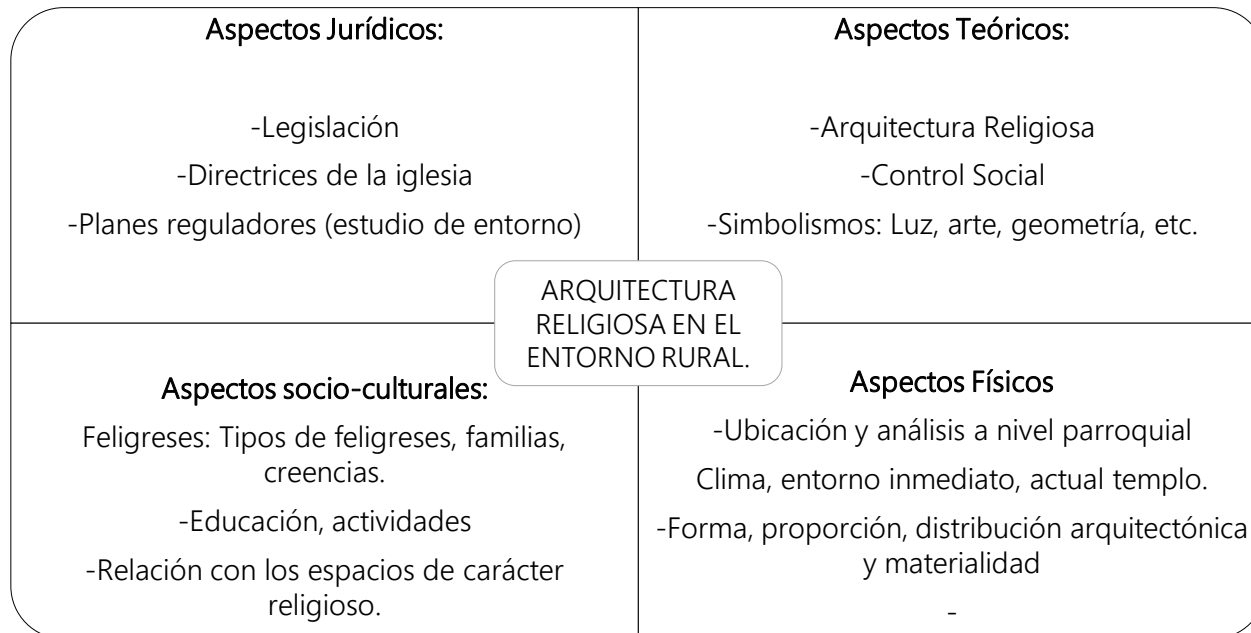 Aspectos Jurídicos:
-Legislación
-Directrices de la iglesia
-Planes reguladores (estudio de entorno)
Aspectos Teóricos:
-Arquitectura Religiosa
-Control Social
-Simbolismos: Luz, arte, geometría, etc.
ARQUITECTURA
RELIGIOSA EN EL
ENTORNO RURAL.
Aspectos socio-culturales:
Feligreses: Tipos de feligreses, familias,
creencias.
-Educación, actividades
-Relación con los espacios de carácter
religioso.
Aspectos Físicos
-Ubicación y análisis a nivel parroquial
Clima, entorno inmediato, actual templo.
-Forma, proporción, distribución arquitectónica
y materialidad
-